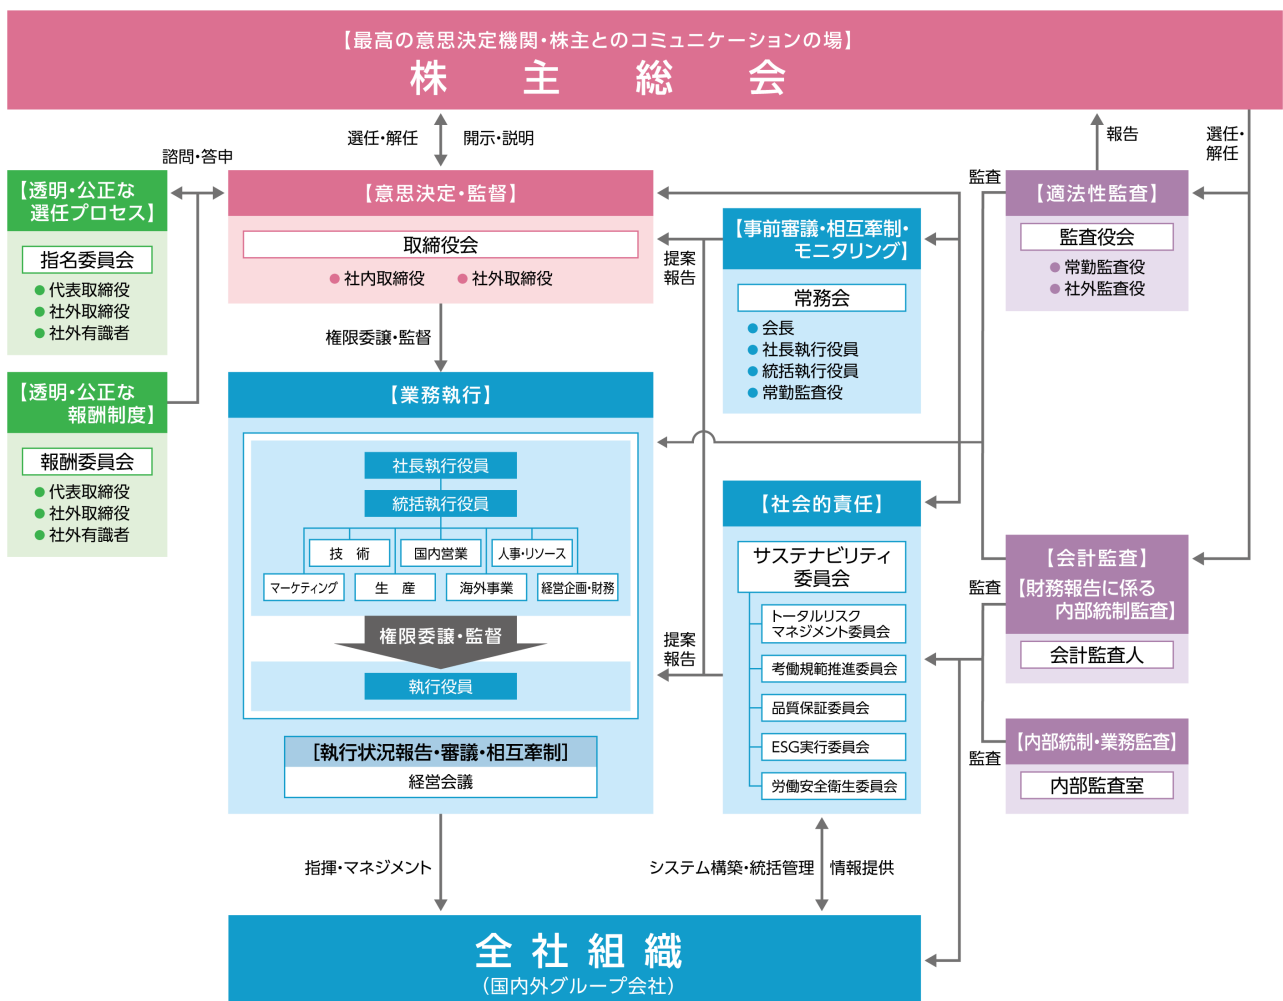 【最高の意思決定機関・株主とのコミュニケーションの場】
株主総会
選任・解任
開示・説明
報告
選任・
解任
諮問・答申
【透明・公正な
選任プロセス】
指名委員会
● 代表取締役
● 社外取締役
● 社外有識者
【透明・公正な
報酬制度】
報酬委員会
● 代表取締役
● 社外取締役
● 社外有識者
【意思決定・監督】
取締役会
● 社内取締役
● 社外取締役
権限委譲・監督
提案
報告
【事前審議・相互牽制・
モニタリング】
常務会
● 会長
● 社長執行役員
● 統括執行役員
● 常勤監査役
監査
【適法性監査】
監査役会
● 常勤監査役
● 社外監査役
【業務執行】
社長執行役員
統括執行役員
技 術
国内営業
人事・リソース
マーケティング
生 産
海外事業
経営企画・財務
権限委譲・監督
執行役員
[執行状況報告・審議・相互牽制]
経営会議
提案
報告
【社会的責任】
サステナビリティ
委員会
トータルリスク
マネジメント委員会
考働規範推進委員会
品質保証委員会
ESG実行委員会
労働安全衛生委員会
【会計監査】
監査
【財務報告に係る
内部統制監査】
会計監査人
【内部統制・業務監査】
監査
内部監査室
指揮・マネジメント
システム構築・統括管理
情報提供
全社組織
（国内外グループ会社）